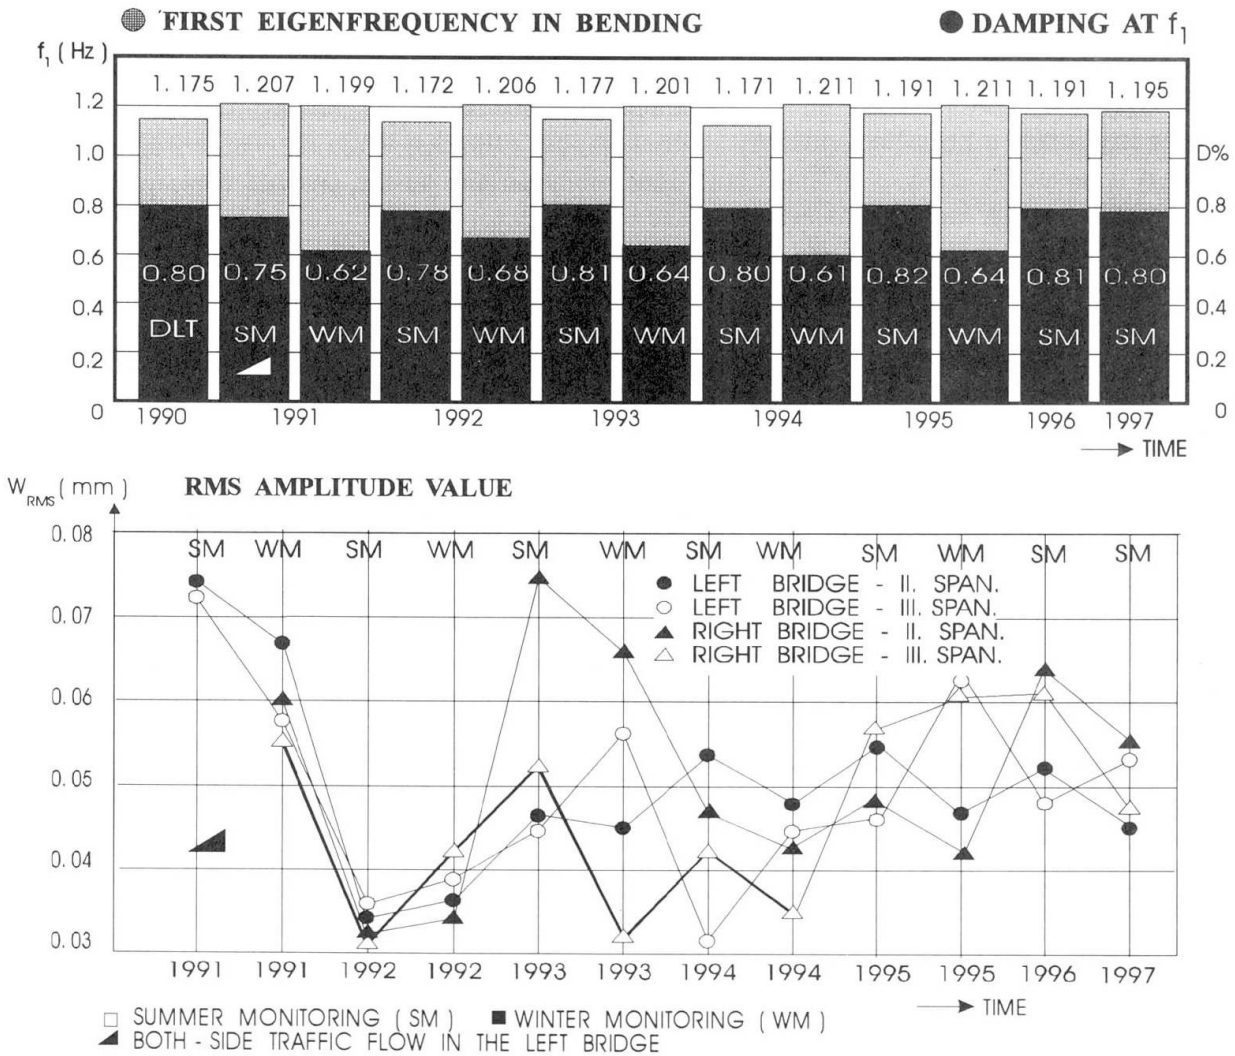 FIRST EIGENFREQUENCY IN BENDING DAMPING AT f1
f1 ( Hz )
1.175 1.207 1.199 1.172 1.206 1.177 1.201 1.171 1.211 1.191 1.211 1.191 1.195
1.2
1.0 D%
0.8 0.8
0.6 0.6
0.80 0.75 0.62 0.78 0.68 0.81 0.64 0.80 0.61 0.82 0.64 0.81 0.80
0.4 0.4
DLT SM WM SM WM SM WM SM WM SM WM SM SM
0.2 0.2
0 0
1990 1991 1992 1993 1994 1995 1996 1997
TIME
WRMS ( mm ) RMS AMPLITUDE VALUE
0.08
SM WM SM WM SM WM SM WM SM WM SM SM
LEFT BRIDGE - II. SPAN.
LEFT BRIDGE - III. SPAN.
0.07
RIGHT BRIDGE - II. SPAN.
RIGHT BRIDGE - III. SPAN.
0.06
0.05
0.04
0.03
1991 1991 1992 1992 1993 1993 1994 1994 1995 1995 1996 1997
TIME
SUMMER MONITORING ( SM ) WINTER MONITORING ( WM )
BOTH - SIDE TRAFFIC FLOW IN THE LEFT BRIDGE